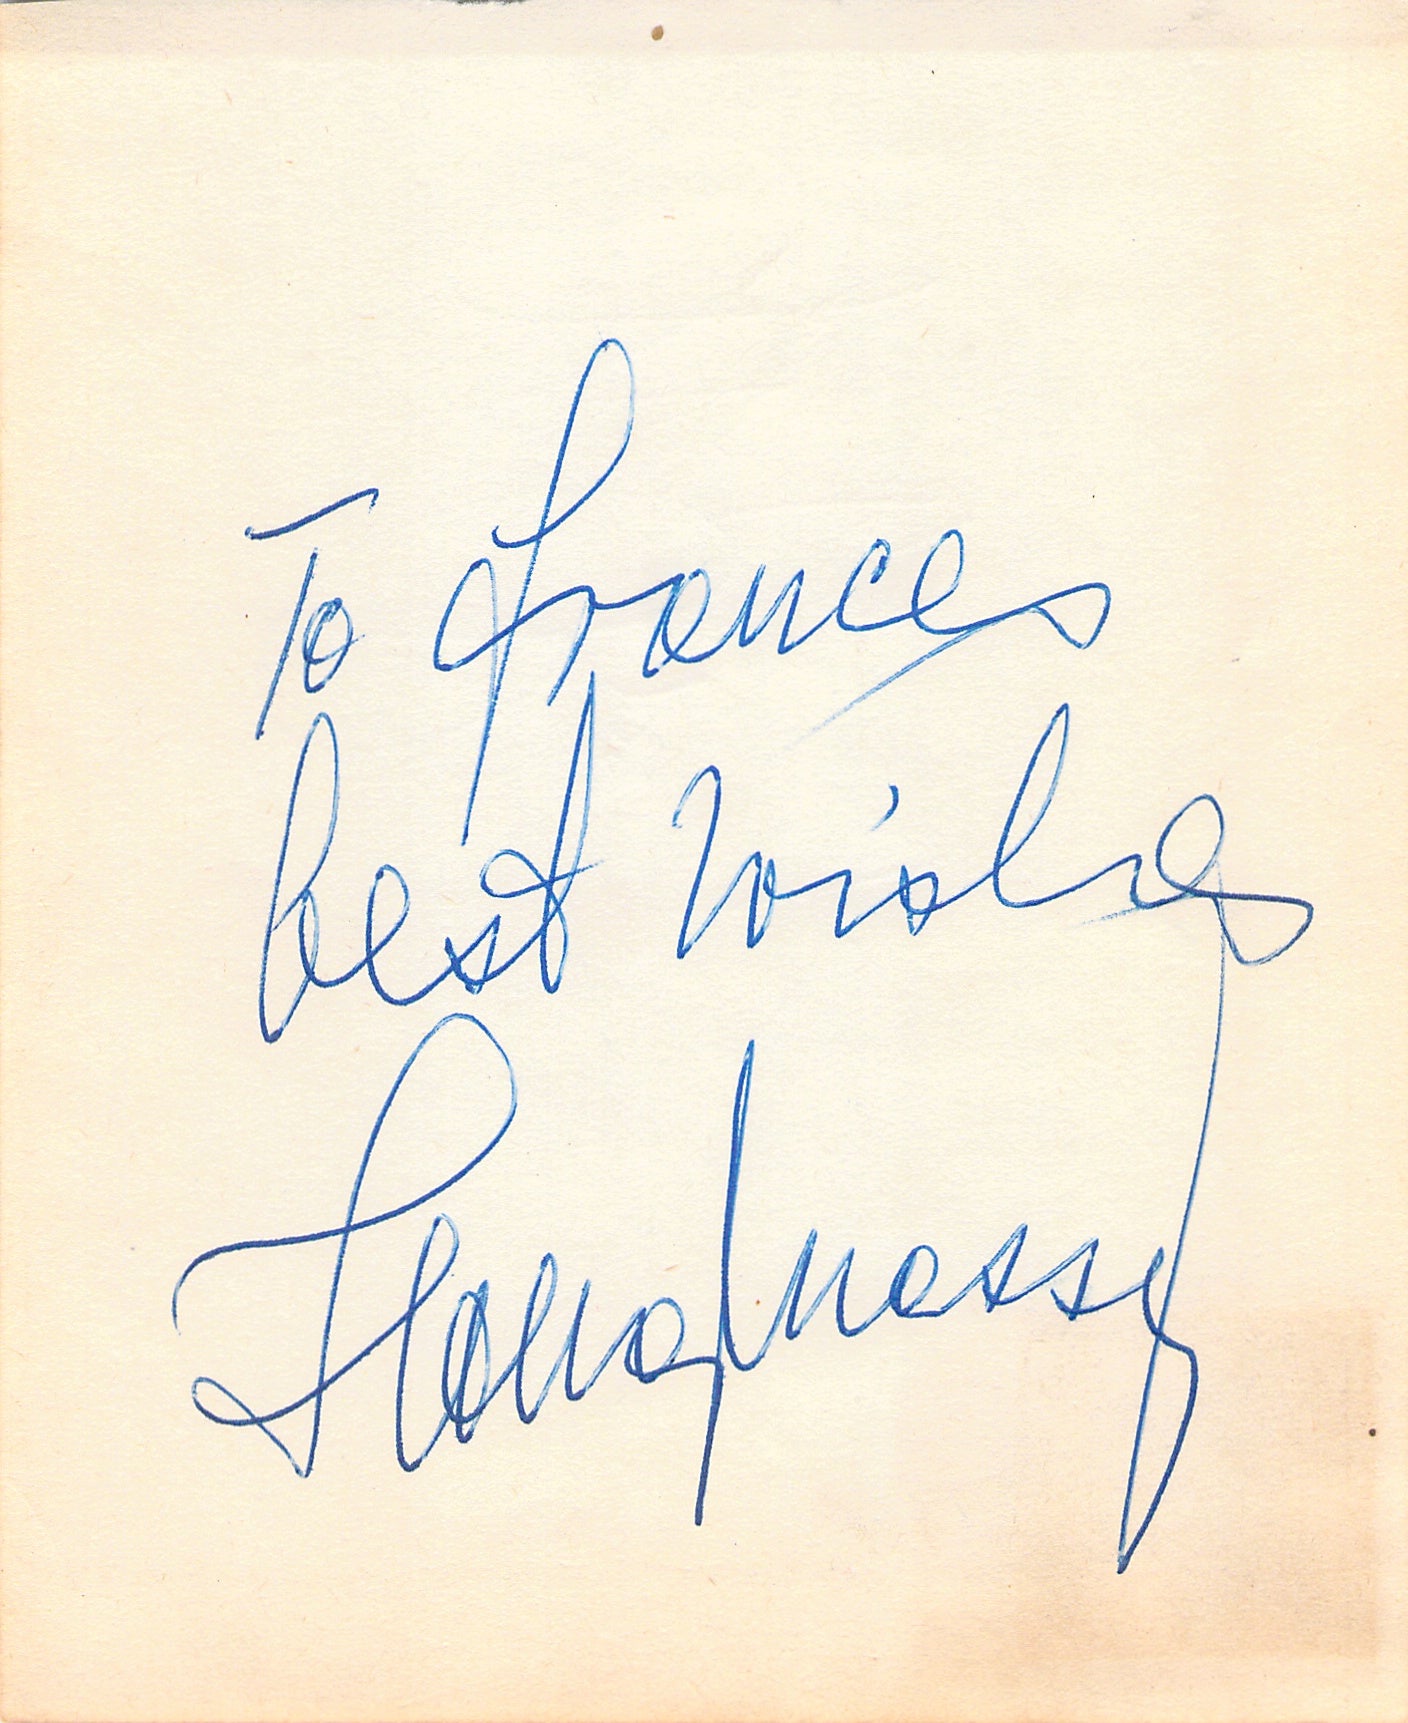 To Frances
best wishes
Ilona Massey